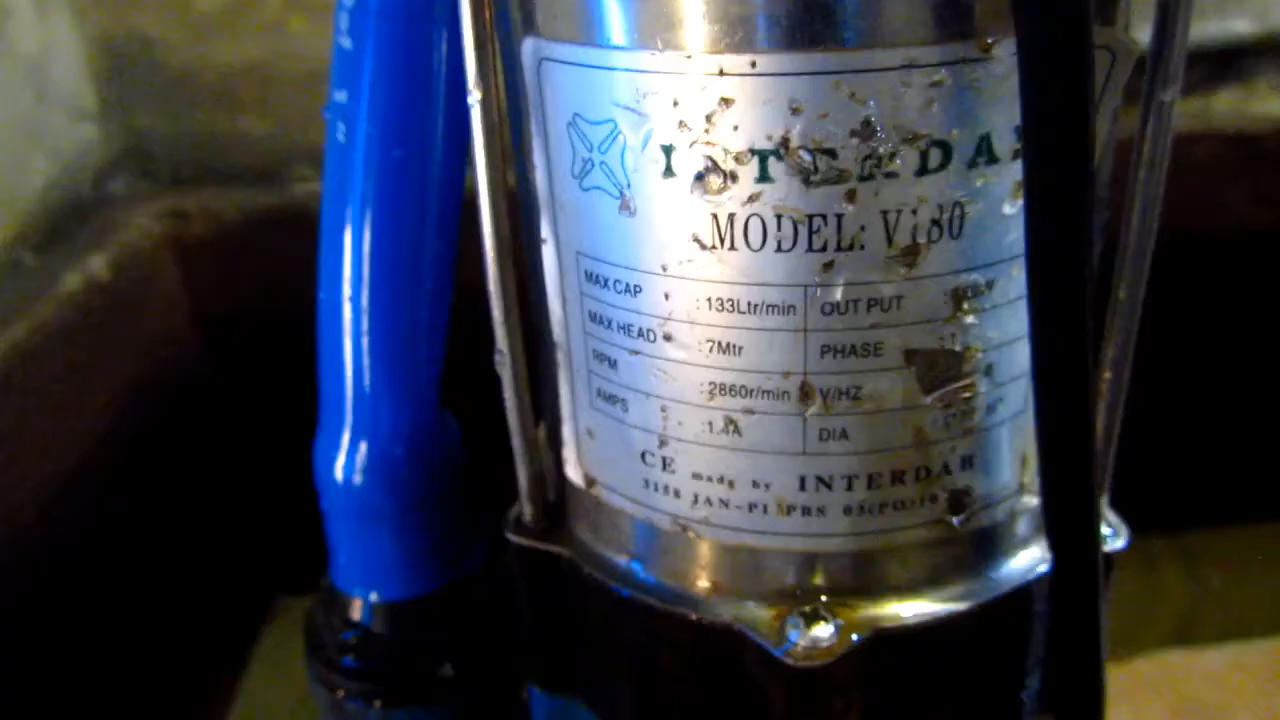 INTERDAB
MODEL: V180
MAX CAP :133Ltr/min OUT PUT
MAX HEAD :7Mtr PHASE :1
RPM :2860r/min V/HZ
AMPS :1.4A DIA
CE made by INTERDAB